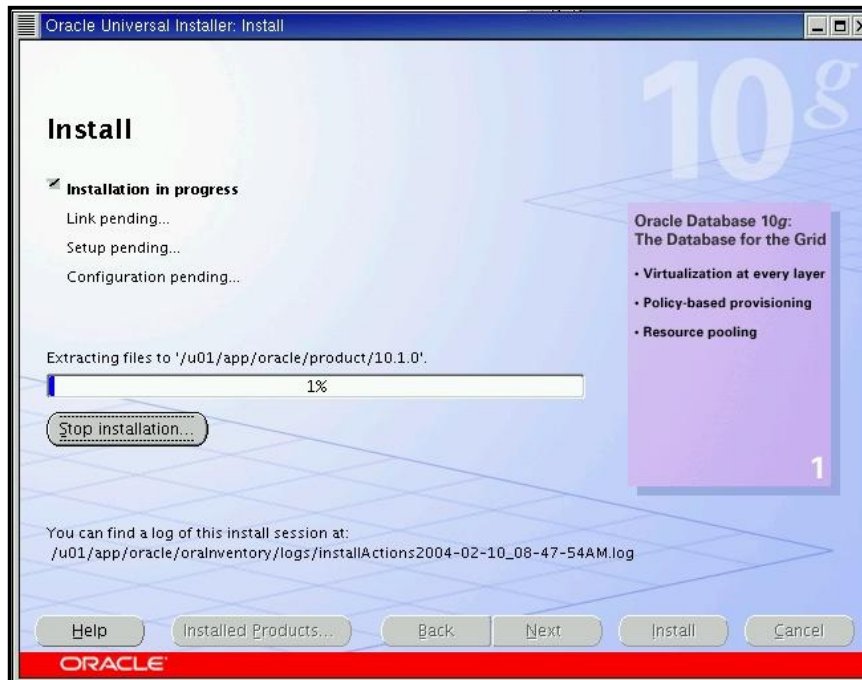 Oracle Universal Installer: Install
10g
Install
Installation in progress
Link pending...
Setup pending...
Configuration pending...
Oracle Database 10g:
The Database for the Grid
• Virtualization at every layer
• Policy-based provisioning
• Resource pooling
1
Extracting files to '/u01/app/oracle/product/10.1.0'.
1%
Stop installation...
You can find a log of this install session at:
/u01/app/oracle/oraInventory/logs/installActions2004-02-10_08-47-54AM.log
Help Installed Products... Back Next Install Cancel
ORACLE